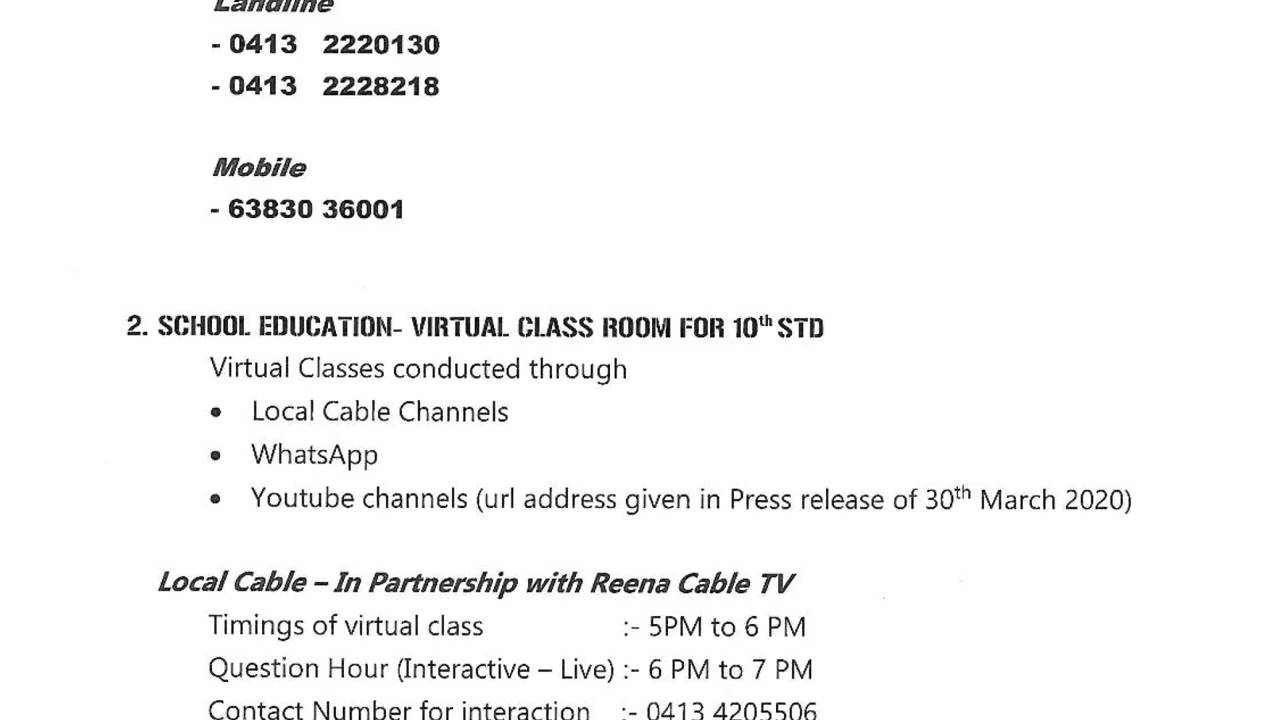 Landline
- 0413 2220130
- 0413 2228218
Mobile
- 63830 36001
2. SCHOOL EDUCATION- VIRTUAL CLASS ROOM FOR 10th STD
Virtual Classes conducted through
• Local Cable Channels
• WhatsApp
• Youtube channels (url address given in Press release of 30th March 2020)
Local Cable – In Partnership with Reena Cable TV
Timings of virtual class :- 5PM to 6 PM
Question Hour (Interactive – Live) :- 6 PM to 7 PM
Contact Number for interaction :- 0413 4205506